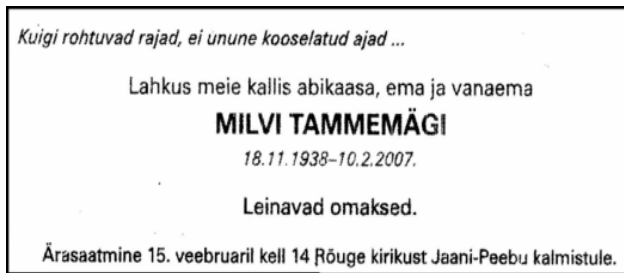 Kuigi rohtuvad rajad, ei unune kooselatud ajad ...
Lahkus meie kallis abikaasa, ema ja vanaema
MILVI TAMMEMÄGI
18.11.1938–10.2.2007.
Leinavad omaksed.
Ärasaatmine 15. veebruaril kell 14 Rõuge kirikust Jaani-Peebu kalmistule.